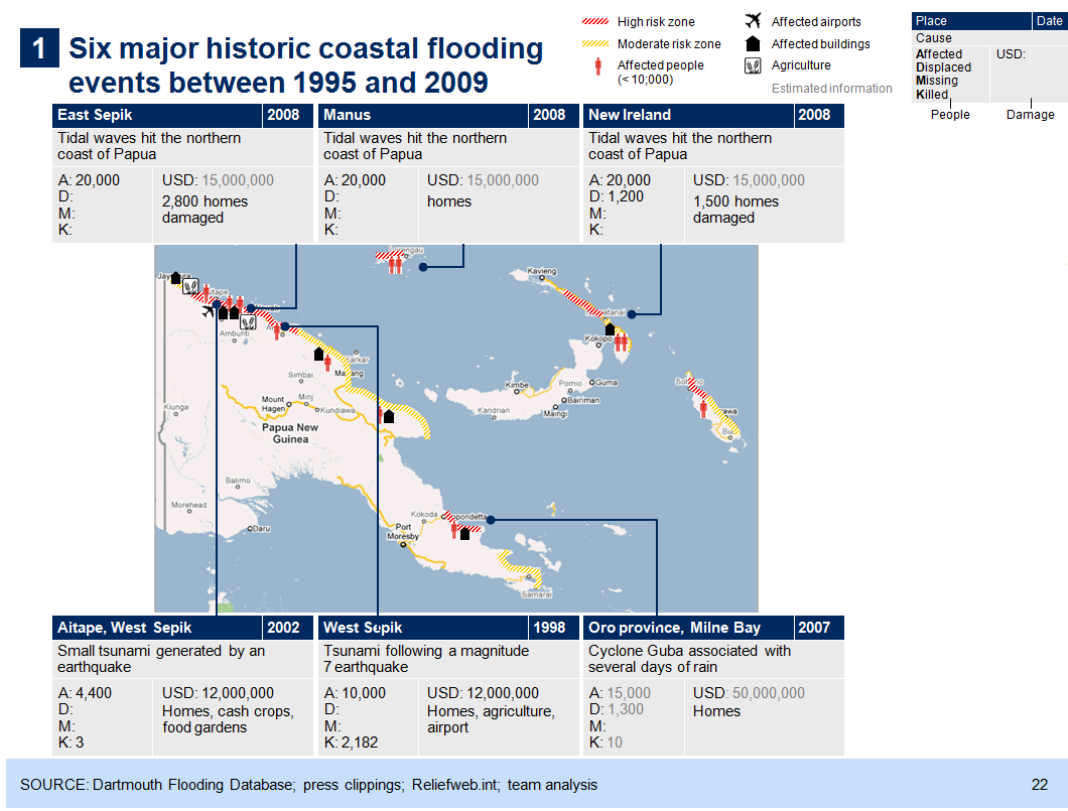 1 Six major historic coastal flooding
events between 1995 and 2009
High risk zone
Moderate risk zone
Affected people
(< 10;000)
Affected airports
Affected buildings
Agriculture
Estimated information
Place Date
Cause
Affected USD:
Displaced
Missing
Killed
People Damage
East Sepik 2008
Tidal waves hit the northern
coast of Papua
A: 20,000 USD: 15,000,000
D: 2,800 homes
M: damaged
K:
Manus 2008
Tidal waves hit the northern
coast of Papua
A: 20,000 USD: 15,000,000
D: homes
M:
K:
New Ireland 2008
Tidal waves hit the northern
coast of Papua
A: 20,000 USD: 15,000,000
D: 1,200 1,500 homes
M: damaged
K:
Kavieng
Ambunti
Kokopo
Simbai
Kimbe
Pomio
Guma
Mount
Hagen
Minj
Kundiawa
Bairiman
Kandrian
Maingi
Kiunga
Papua New
Guinea
Balimo
Morehead
Daru
Kokoda
Port
Moresby
Samarai
Aitape, West Sepik 2002
Small tsunami generated by an
earthquake
A: 4,400 USD: 12,000,000
D: Homes, cash crops,
M: food gardens
K: 3
West Sepik 1998
Tsunami following a magnitude
7 earthquake
A: 10,000 USD: 12,000,000
D: Homes, agriculture,
M: airport
K: 2,182
Oro province, Milne Bay 2007
Cyclone Guba associated with
several days of rain
A: 15,000 USD: 50,000,000
D: 1,300 Homes
M:
K: 10
SOURCE: Dartmouth Flooding Database; press clippings; Reliefweb.int; team analysis
22